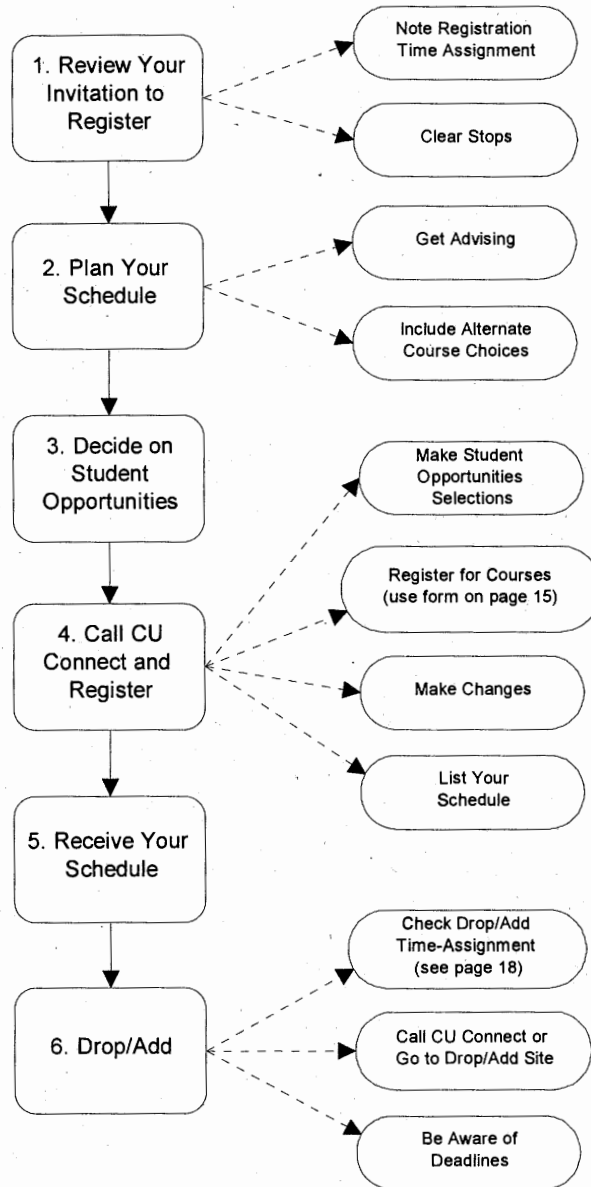 1. Review Your
Invitation to
Register
Note Registration
Time Assignment
Clear Stops
2. Plan Your
Schedule
Get Advising
Include Alternate
Course Choices
3. Decide on
Student
Opportunities
4. Call CU
Connect and
Register
Make Student
Opportunities
Selections
Register for Courses
(use form on page 15)
Make Changes
List Your
Schedule
5. Receive Your
Schedule
6. Drop/Add
Check Drop/Add
Time-Assignment
(see page 18)
Call CU Connect or
Go to Drop/Add Site
Be Aware of
Deadlines